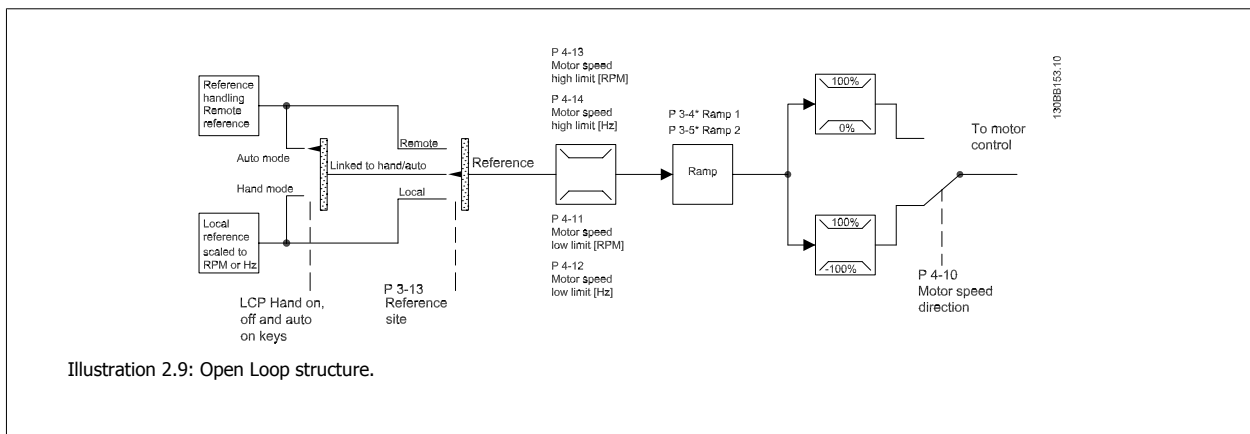 Reference
handling
Remote
reference
Auto mode
Hand mode
Local
reference
scaled to
RPM or Hz
LCP Hand on,
off and auto
on keys
Linked to hand/auto
Remote
Local
P 3-13
Reference
site
Reference
P 4-13
Motor speed
high limit [RPM]
P 4-14
Motor speed
high limit [Hz]
P 4-11
Motor speed
low limit [RPM]
P 4-12
Motor speed
low limit [Hz]
P 3-4* Ramp 1
P 3-5* Ramp 2
Ramp
100%
0%
100%
-100%
To motor
control
P 4-10
Motor speed
direction
130BB153.10
Illustration 2.9: Open Loop structure.